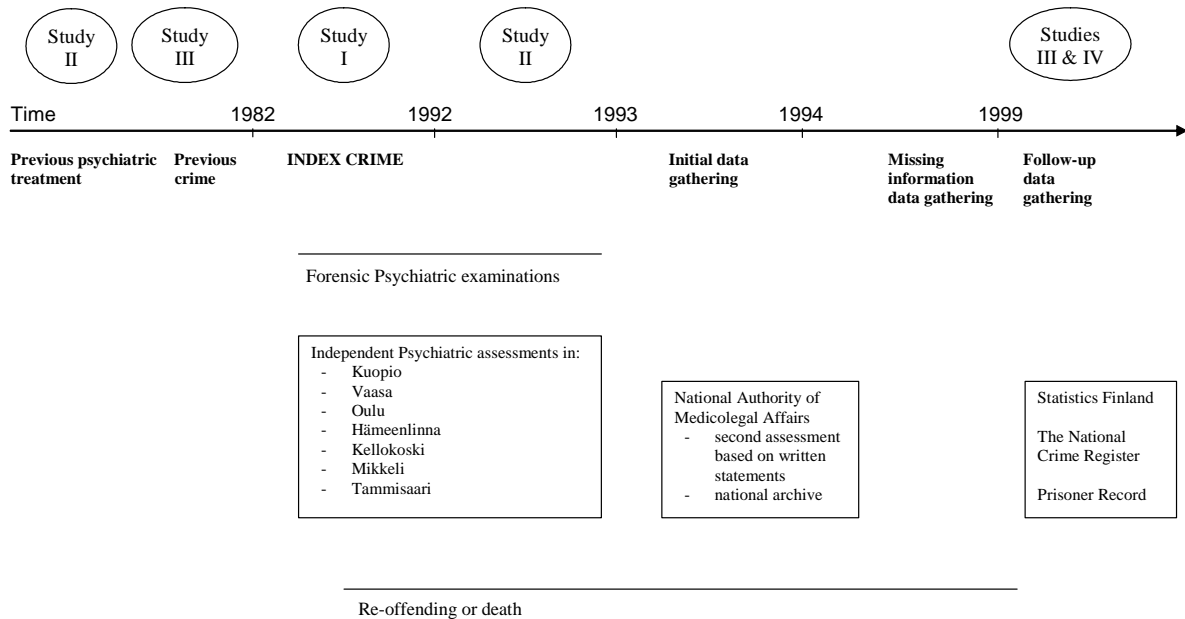 Study
II
Study
III
Study
I
Study
II
Studies
III & IV
Time
1982
1992
1993
1994
1999
Previous psychiatric
treatment
Previous
crime
INDEX CRIME
Initial data
gathering
Missing
information
data gathering
Follow-up
data
gathering
Forensic Psychiatric examinations
Independent Psychiatric assessments in:
- Kuopio
- Vaasa
- Oulu
- Hämeenlinna
- Kellokoski
- Mikkeli
- Tammisaari
National Authority of
Medicolegal Affairs
- second assessment
based on written
statements
- national archive
Statistics Finland
The National
Crime Register
Prisoner Record
Re-offending or death